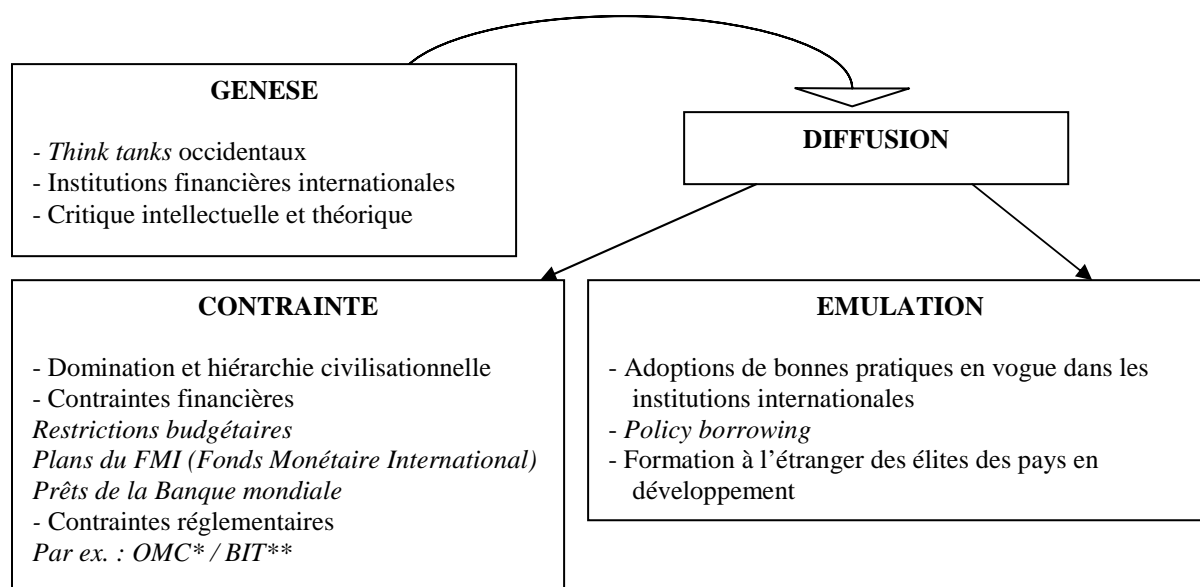 GENESE
- Think tanks occidentaux
- Institutions financières internationales
- Critique intellectuelle et théorique
DIFFUSION
CONTRAINTE
- Domination et hiérarchie civilisationnelle
- Contraintes financières
Restrictions budgétaires
Plans du FMI (Fonds Monétaire International)
Prêts de la Banque mondiale
- Contraintes réglementaires
Par ex. : OMC* / BIT**
EMULATION
- Adoptions de bonnes pratiques en vogue dans les
institutions internationales
- Policy borrowing
- Formation à l’étranger des élites des pays en
développement